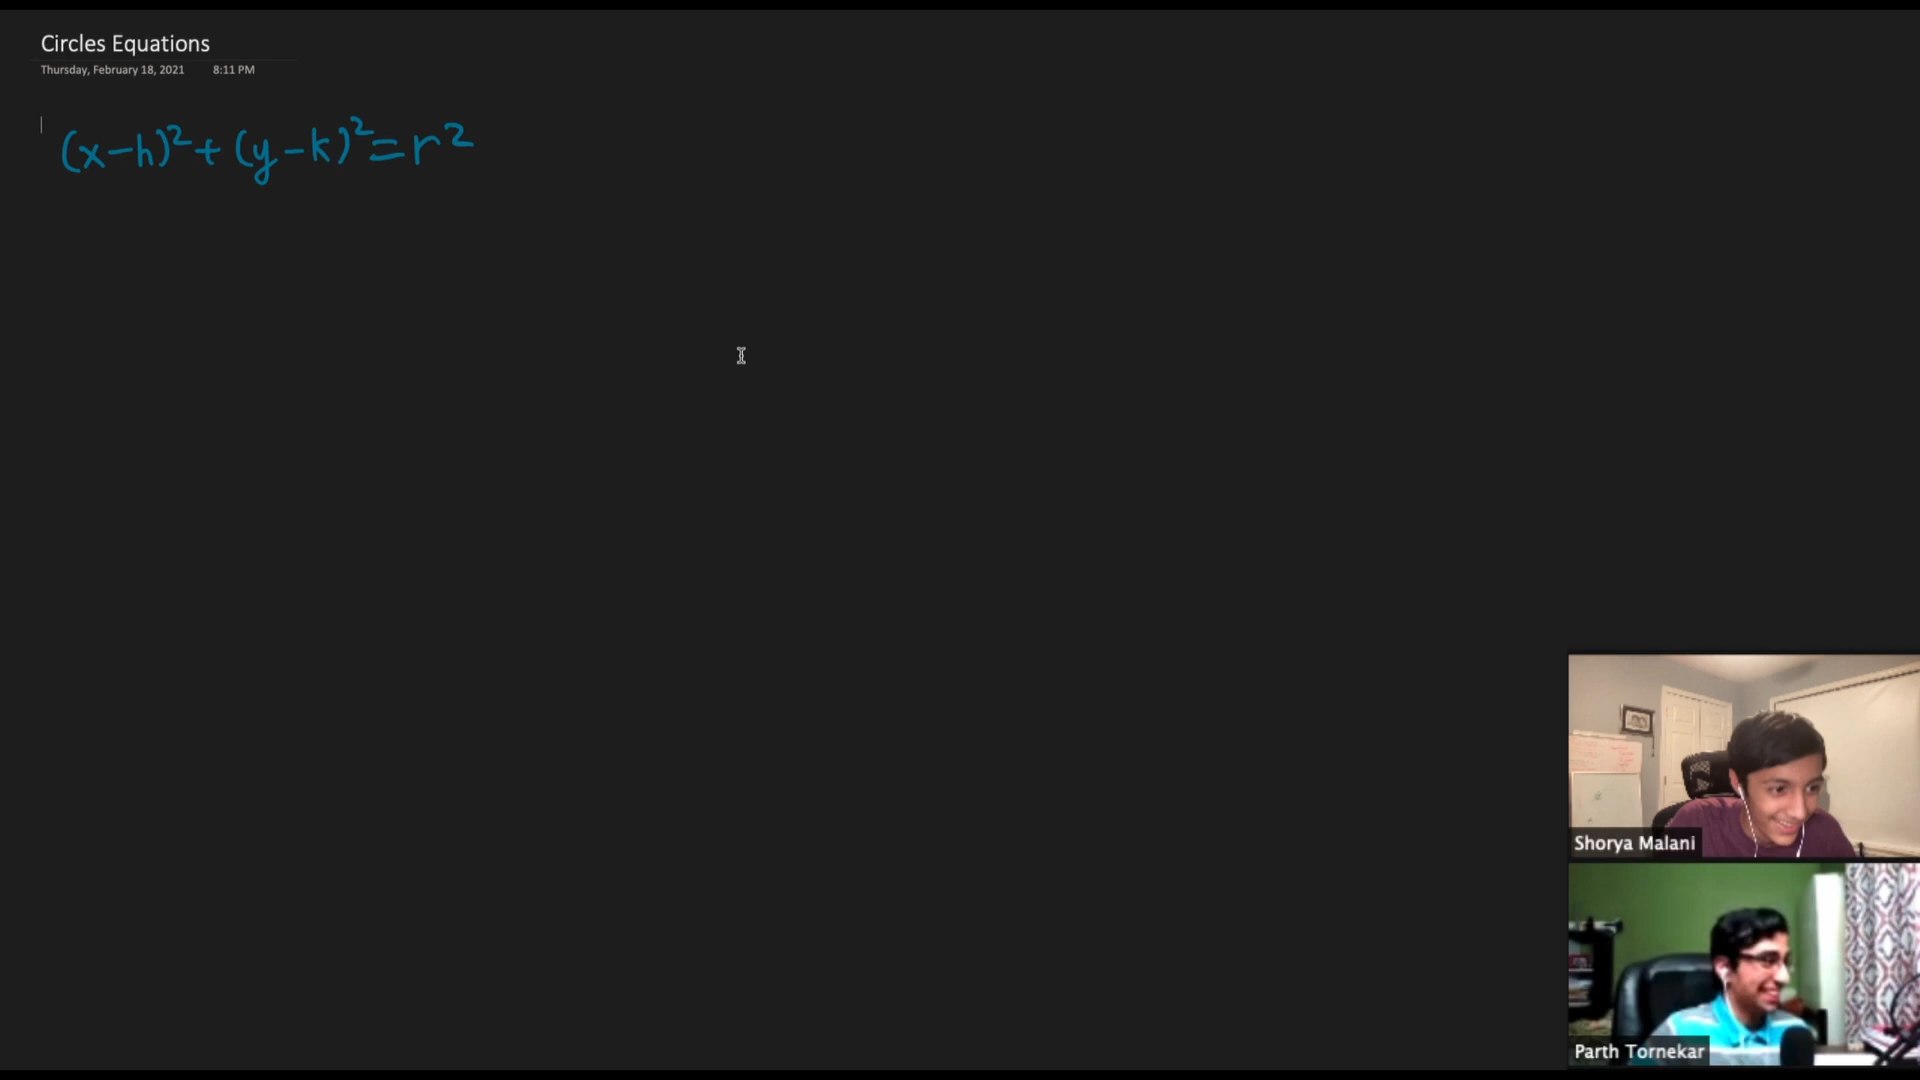 Circles Equations
Thursday, February 18, 2021 8:11 PM
(x-h)²+(y-k)²=r²
Shorya Malani
Parth Tornekar